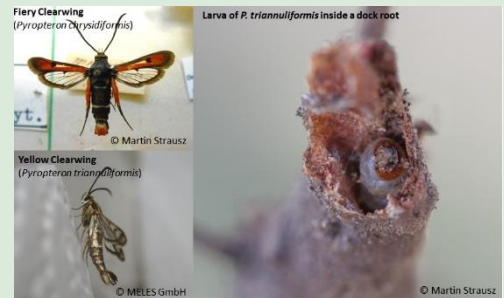 Fiery Clearwing
(Pyropteron chrysidiformis)
yt.
© Martin Strausz
Yellow Clearwing
(Pyropteron triannuliformis)
© MELES GmbH
Larva of P. triannuliformis inside a dock root
© Martin Strausz